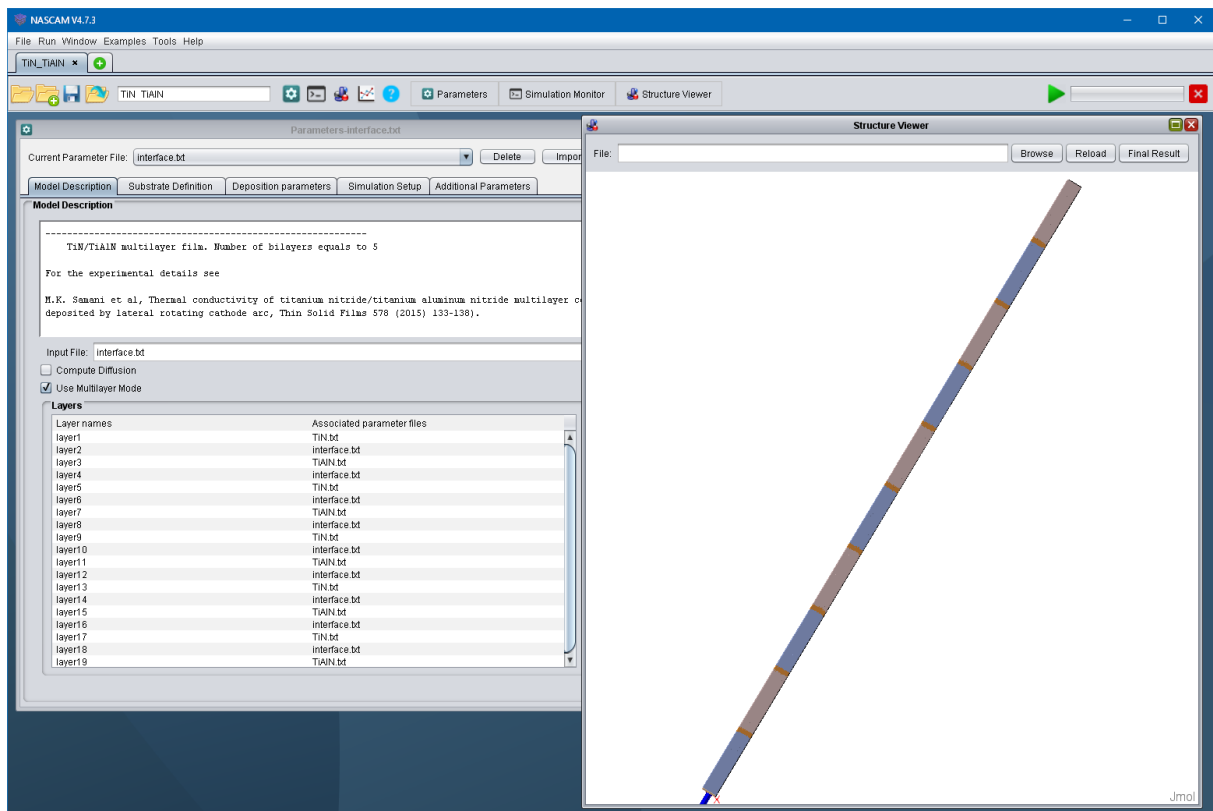 NASCAM V4.7.3
File Run Window Examples Tools Help
TiN_TiAlN
TiN TiAlN
Parameters
Simulation Monitor
Structure Viewer
Parameters-interface.txt
Current Parameter File: interface.txt
Delete
Impor
Model Description
Substrate Definition
Deposition parameters
Simulation Setup
Additional Parameters
Model Description
------------------------------------------------------------
TiN/TiAlN multilayer film. Number of bilayers equals to 5
For the experimental details see
M.K. Samani et al, Thermal conductivity of titanium nitride/titanium aluminum nitride multilayer co
deposited by lateral rotating cathode arc, Thin Solid Films 578 (2015) 133-138).
Input File: interface.txt
Compute Diffusion
Use Multilayer Mode
Layers
Layer names Associated parameter files
layer1 TiN.txt
layer2 interface.txt
layer3 TiAlN.txt
layer4 interface.txt
layer5 TiN.txt
layer6 interface.txt
layer7 TiAlN.txt
layer8 interface.txt
layer9 TiN.txt
layer10 interface.txt
layer11 TiAlN.txt
layer12 interface.txt
layer13 TiN.txt
layer14 interface.txt
layer15 TiAlN.txt
layer16 interface.txt
layer17 TiN.txt
layer18 interface.txt
layer19 TiAlN.txt
Structure Viewer
File:
Browse
Reload
Final Result
X
Jmol